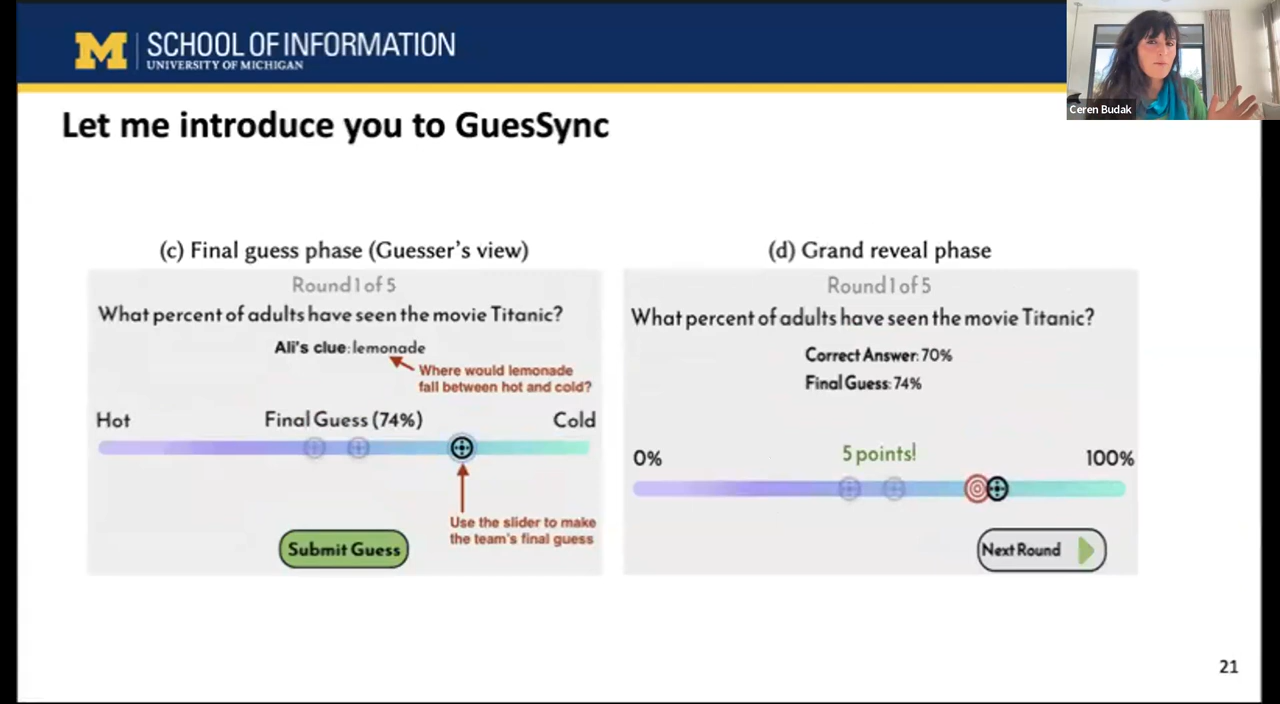 SCHOOL OF INFORMATION
UNIVERSITY OF MICHIGAN
Ceren Budak
Let me introduce you to GuesSync
(c) Final guess phase (Guesser's view)
Round 1 of 5
What percent of adults have seen the movie Titanic?
Ali's clue: lemonade
Where would lemonade
fall between hot and cold?
Hot Final Guess (74%) Cold
Use the slider to make
the team's final guess
Submit Guess
(d) Grand reveal phase
Round 1 of 5
What percent of adults have seen the movie Titanic?
Correct Answer: 70%
Final Guess: 74%
5 points!
0% 100%
Next Round
21